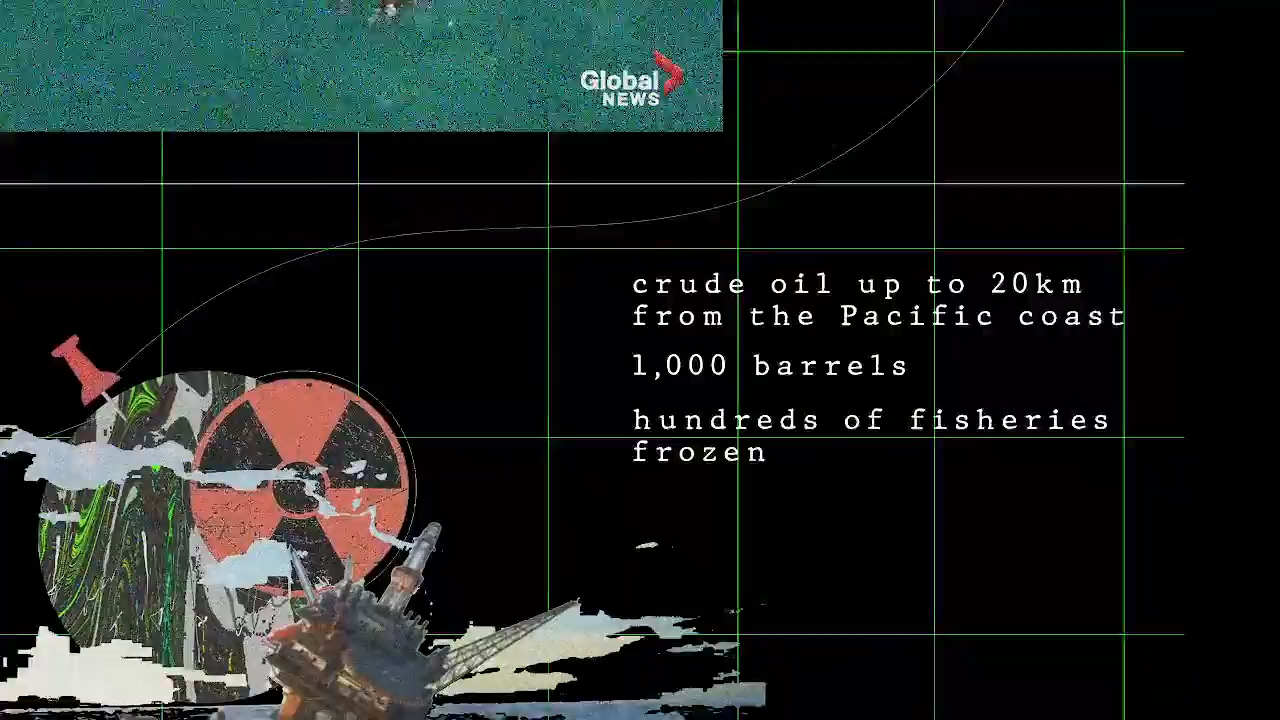 Global
NEWS
crude oil up to 20km
from the Pacific coast
1,000 barrels
hundreds of fisheries
frozen